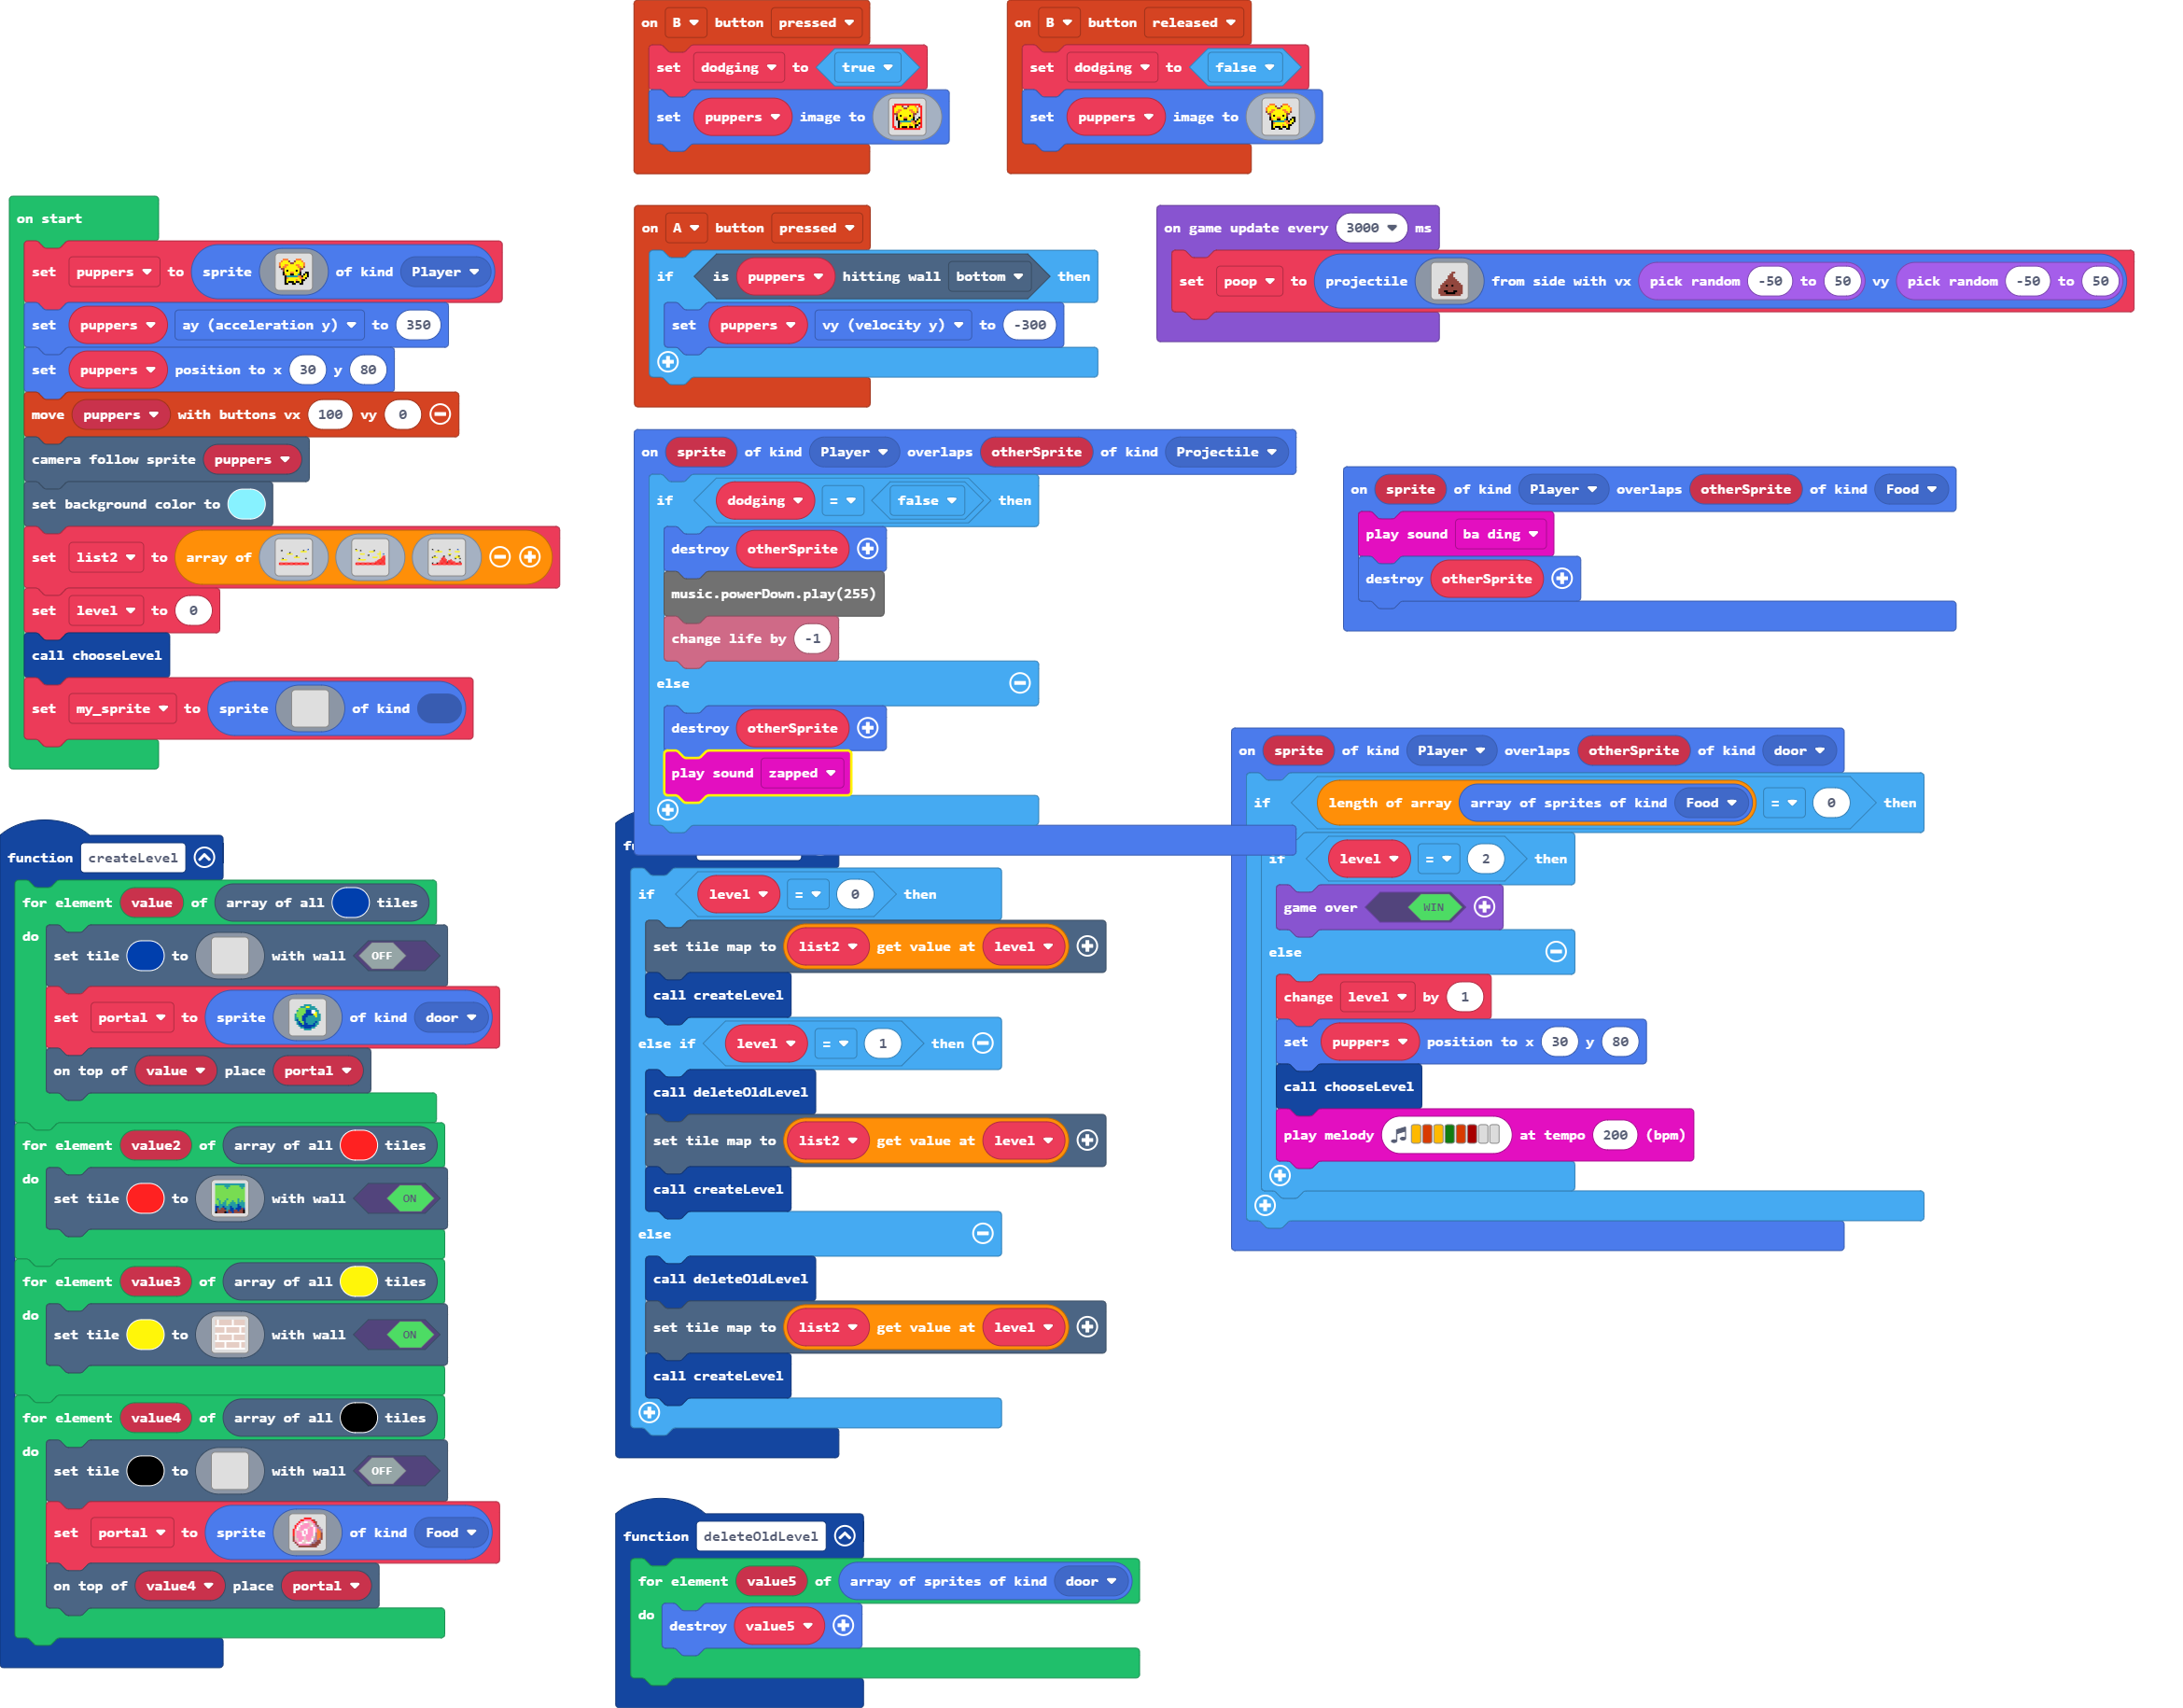 on B button pressed
set dodging to true
set puppers image to
on B button released
set dodging to false
set puppers image to
on start
set puppers to sprite of kind Player
set puppers ay (acceleration y) to 350
set puppers position to x 30 y 80
move puppers with buttons vx 100 vy 0
camera follow sprite puppers
set background color to
set list2 to array of
set level to 0
call chooseLevel
set my_sprite to sprite of kind
on A button pressed
if is puppers hitting wall bottom then
set puppers vy (velocity y) to -300
on game update every 3000 ms
set poop to projectile from side with vx pick random -50 to 50 vy pick random -50 to 50
on sprite of kind Player overlaps otherSprite of kind Projectile
if dodging = false then
destroy otherSprite
music.powerDown.play(255)
change life by -1
else
destroy otherSprite
play sound zapped
on sprite of kind Player overlaps otherSprite of kind Food
play sound ba ding
destroy otherSprite
on sprite of kind Player overlaps otherSprite of kind door
if length of array array of sprites of kind Food = 0 then
if level = 2 then
game over WIN
else
change level by 1
set puppers position to x 30 y 80
call chooseLevel
play melody at tempo 200 (bpm)
function createLevel
for element value of array of all tiles
do
set tile to with wall OFF
set portal to sprite of kind door
on top of value place portal
for element value2 of array of all tiles
do
set tile to with wall ON
for element value3 of array of all tiles
do
set tile to with wall ON
for element value4 of array of all tiles
do
set tile to with wall OFF
set portal to sprite of kind Food
on top of value4 place portal
if level = 0 then
set tile map to list2 get value at level
call createLevel
else if level = 1 then
call deleteOldLevel
set tile map to list2 get value at level
call createLevel
else
call deleteOldLevel
set tile map to list2 get value at level
call createLevel
function deleteOldLevel
for element value5 of array of sprites of kind door
do
destroy value5